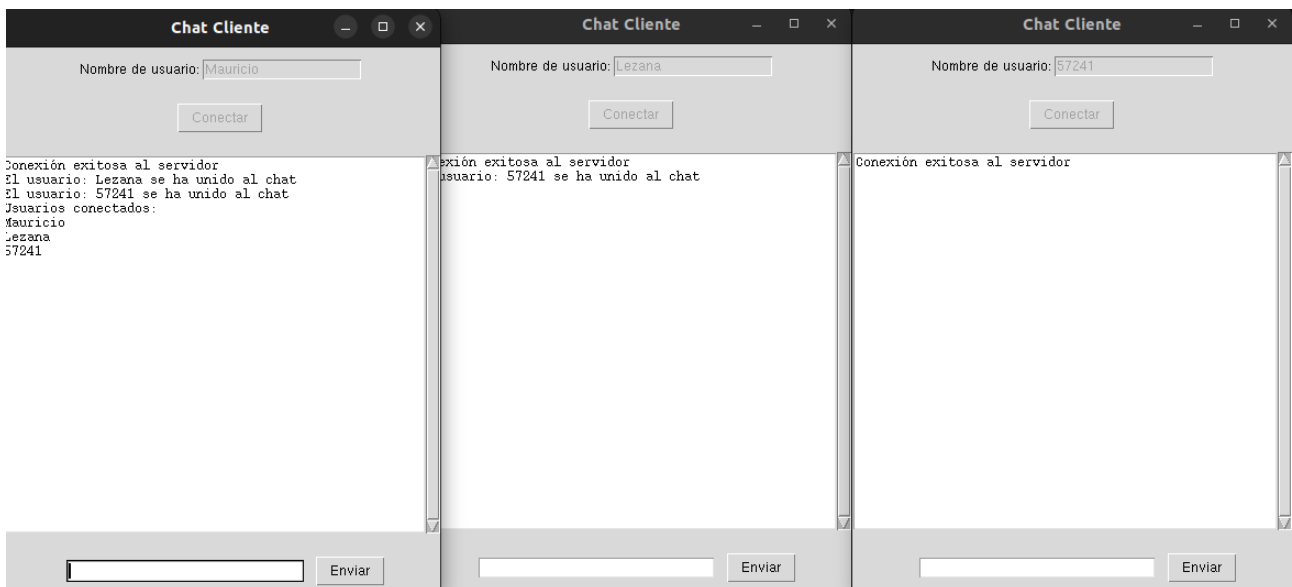 Chat Cliente
Nombre de usuario: Mauricio
Conectar
Conexión exitosa al servidor
El usuario: Lezana se ha unido al chat
El usuario: 57241 se ha unido al chat
Usuarios conectados:
Mauricio
Lezana
57241
Enviar
Chat Cliente
Nombre de usuario: Lezana
Conectar
exión exitosa al servidor
usuario: 57241 se ha unido al chat
Enviar
Chat Cliente
Nombre de usuario: 57241
Conectar
Conexión exitosa al servidor
Enviar